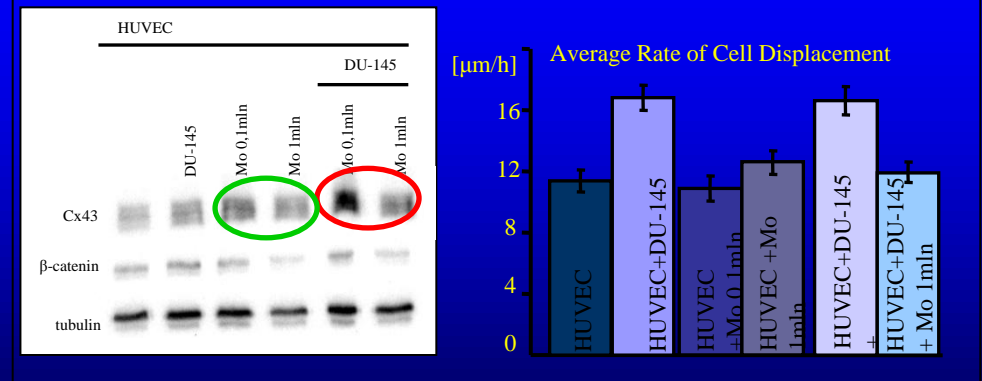 HUVEC
DU-145
DU-145
Mo 0,1mln
Mo 1mln
Mo 0,1mln
Mo 1mln
Cx43
β-catenin
tubulin
[μm/h]
Average Rate of Cell Displacement
16
12
8
4
0
HUVEC
HUVEC+DU-145
HUVEC
+Mo 0,1mln
HUVEC +Mo
1mln
HUVEC+DU-145
+
HUVEC+DU-145
+ Mo 1mln